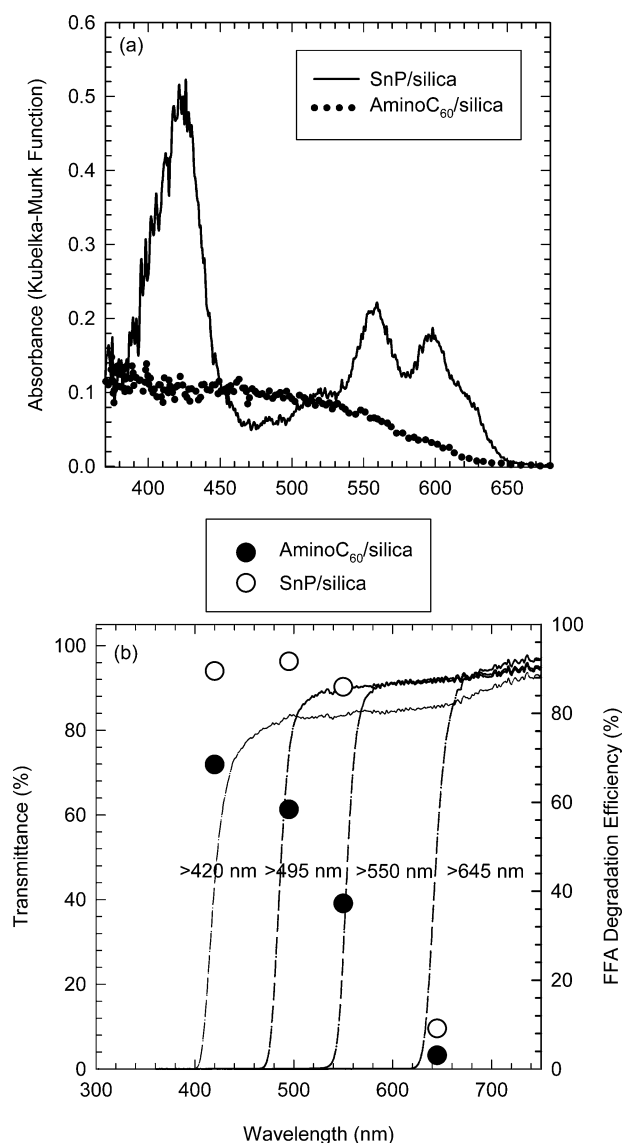 (a)
SnP/silica
AminoC60/silica
Absorbance (Kubelka-Munk Function)
0.6
0.5
0.4
0.3
0.2
0.1
0.0
400 450 500 550 600 650
AminoC60/silica
SnP/silica
(b)
Transmittance (%)
100
80
60
40
20
0
>420 nm >495 nm >550 nm >645 nm
100
80
60
40
20
0
FFA Degradation Efficiency (%)
300 400 500 600 700
Wavelength (nm)